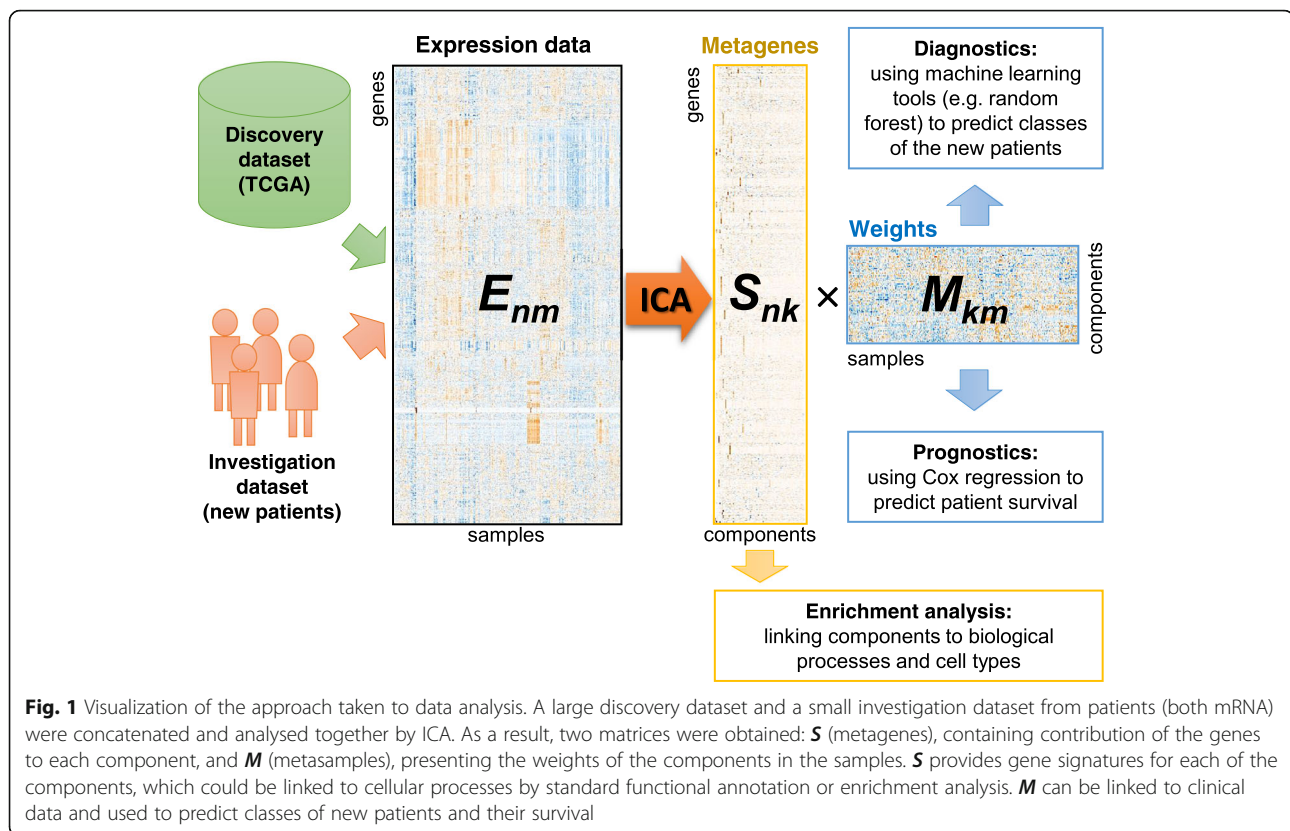 Expression data
Metagenes
Diagnostics:
using machine learning
tools (e.g. random
forest) to predict classes
of the new patients
genes
genes
Discovery
dataset
(TCGA)
Weights
E_nm
ICA
S_nk
×
M_km
components
samples
Investigation
dataset
(new patients)
Prognostics:
using Cox regression to
predict patient survival
samples
components
Enrichment analysis:
linking components to biological
processes and cell types
Fig. 1 Visualization of the approach taken to data analysis. A large discovery dataset and a small investigation dataset from patients (both mRNA)
were concatenated and analysed together by ICA. As a result, two matrices were obtained: S (metagenes), containing contribution of the genes
to each component, and M (metasamples), presenting the weights of the components in the samples. S provides gene signatures for each of the
components, which could be linked to cellular processes by standard functional annotation or enrichment analysis. M can be linked to clinical
data and used to predict classes of new patients and their survival